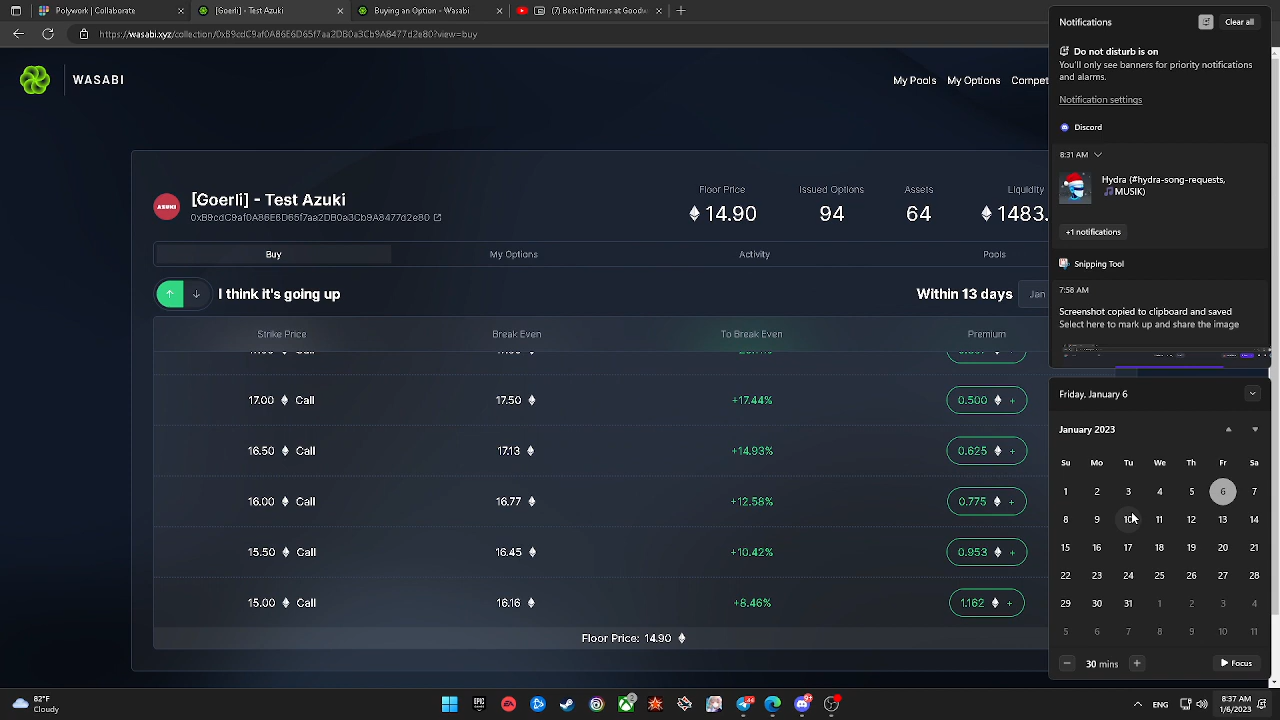 Polywork | Collaborate
[Goerli] - Test Azuki
Buying an Option - Wasabi
(7) Best Drift runs at Goodw
https://wasabi.xyz/collection/0xB9cdC9af0A86E6D65f7aa2DB0a3Cb9A8477d2e80?view=buy
WASABI
My Pools
My Options
Compet
[Goerli] - Test Azuki
0xB9cdC9af0A86E6D65f7aa2DB0a3Cb9A8477d2e80
AZUKI
Floor Price
14.90
Issued Options
94
Assets
64
Liquidity
1483.
Buy
My Options
Activity
Pools
I think it's going up
Within 13 days
Jan
Strike Price
Break Even
To Break Even
Premium
17.00 Call 17.50 +17.44% 0.500 +
16.50 Call 17.13 +14.93% 0.625 +
16.00 Call 16.77 +12.58% 0.775 +
15.50 Call 16.45 +10.42% 0.953 +
15.00 Call 16.16 +8.46% 1.162 +
Floor Price: 14.90
Notifications
Clear all
Do not disturb is on
You'll only see banners for priority notifications
and alarms.
Notification settings
Discord
8:31 AM
Hydra (#hydra-song-requests,
🎵MUSIK)
+1 notifications
Snipping Tool
7:58 AM
Screenshot copied to clipboard and saved
Select here to mark up and share the image
Friday, January 6
January 2023
Su Mo Tu We Th Fr Sa
1 2 3 4 5 6 7
8 9 10 11 12 13 14
15 16 17 18 19 20 21
22 23 24 25 26 27 28
29 30 31 1 2 3 4
5 6 7 8 9 10 11
30 mins
Focus
82°F
Cloudy
ENG
8:37 AM
1/6/2023